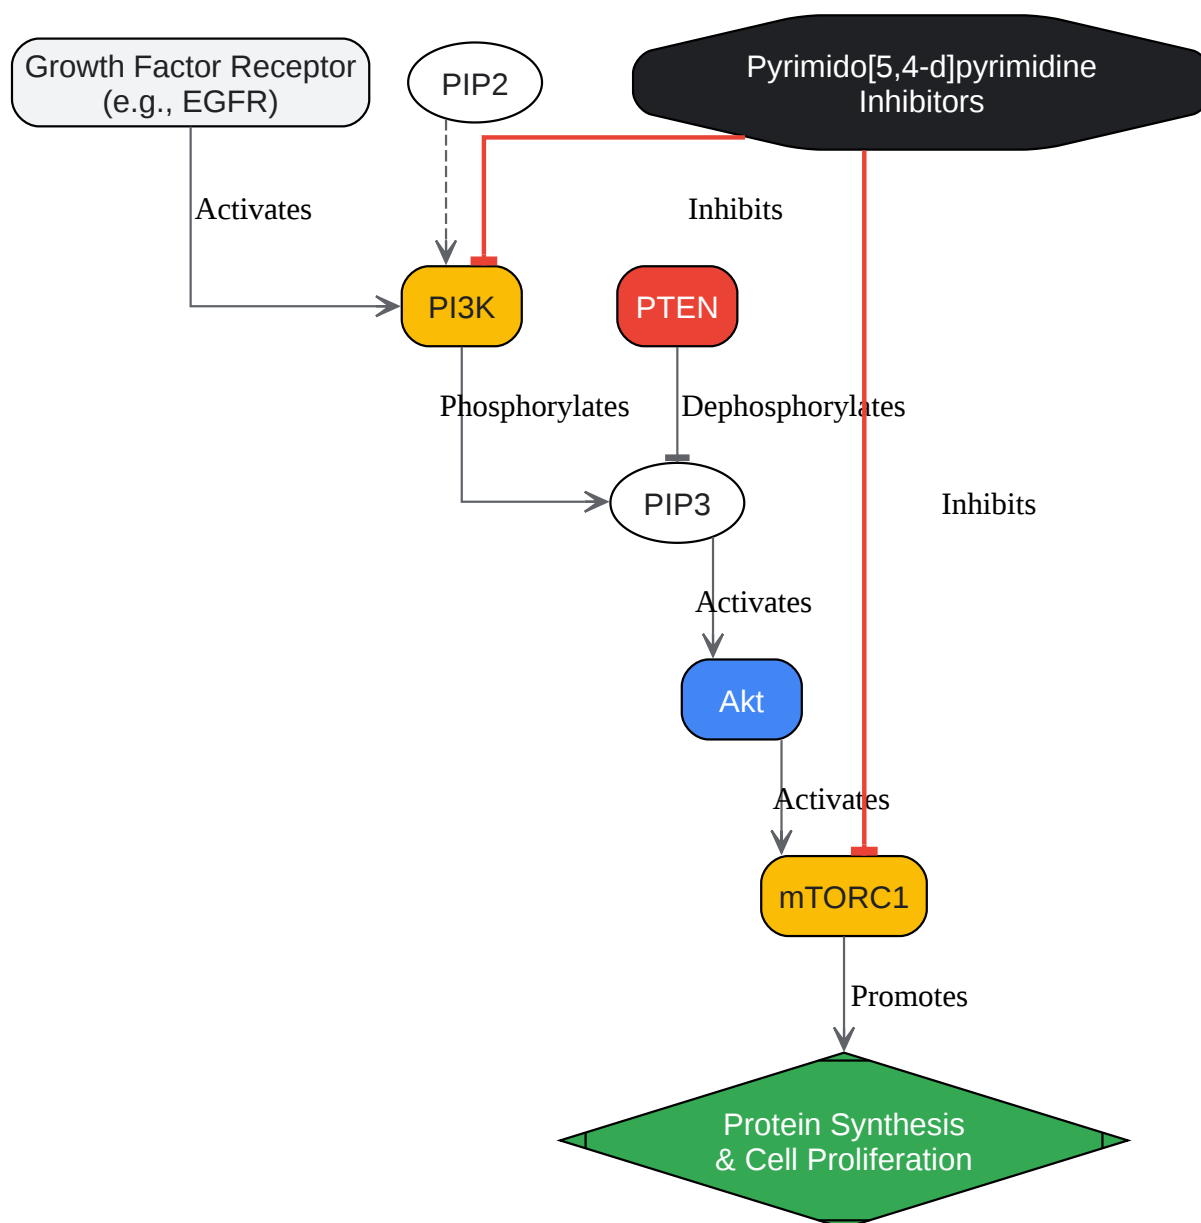 Growth Factor Receptor
(e.g., EGFR)
PIP2
Pyrimido[5,4-d]pyrimidine
Inhibitors
Activates
Inhibits
PI3K
PTEN
Phosphorylates
Dephosphorylates
PIP3
Inhibits
Activates
Akt
Activates
mTORC1
Promotes
Protein Synthesis
& Cell Proliferation